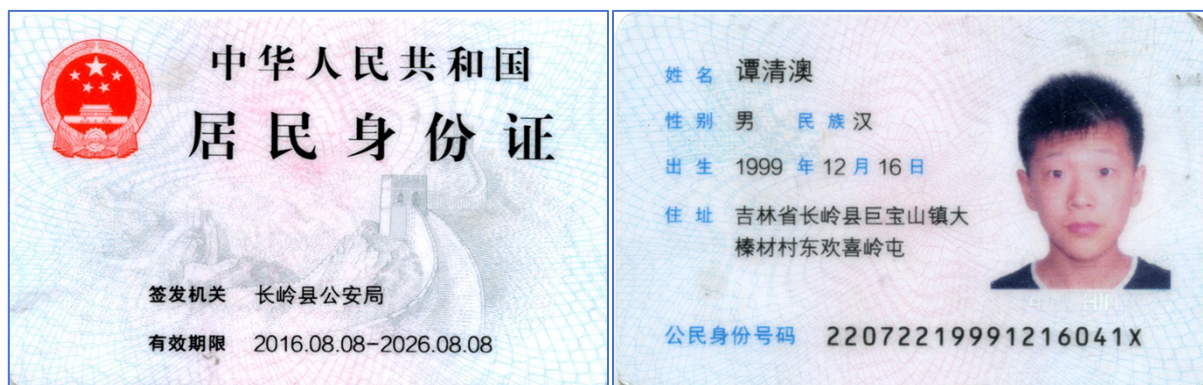 中华人民共和国
居民身份证
签发机关 长岭县公安局
有效期限 2016.08.08-2026.08.08
姓名 谭清澳
性别 男 民族 汉
出生 1999 年 12 月 16 日
住址 吉林省长岭县巨宝山镇大
榛材村东欢喜岭屯
公民身份号码 22072219991216041X